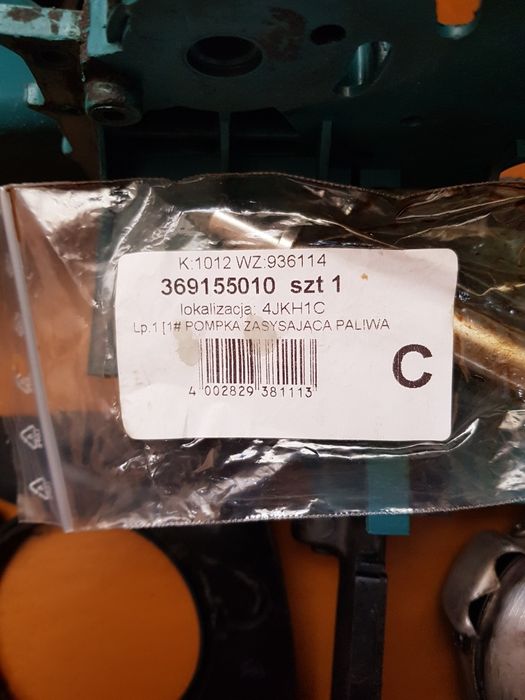 K:1012 WZ:936114
369155010 szt 1
lokalizacja: 4JKH1C
Lp.1 [1# POMPKA ZASYSAJACA PALIWA
C
4 002829 381113